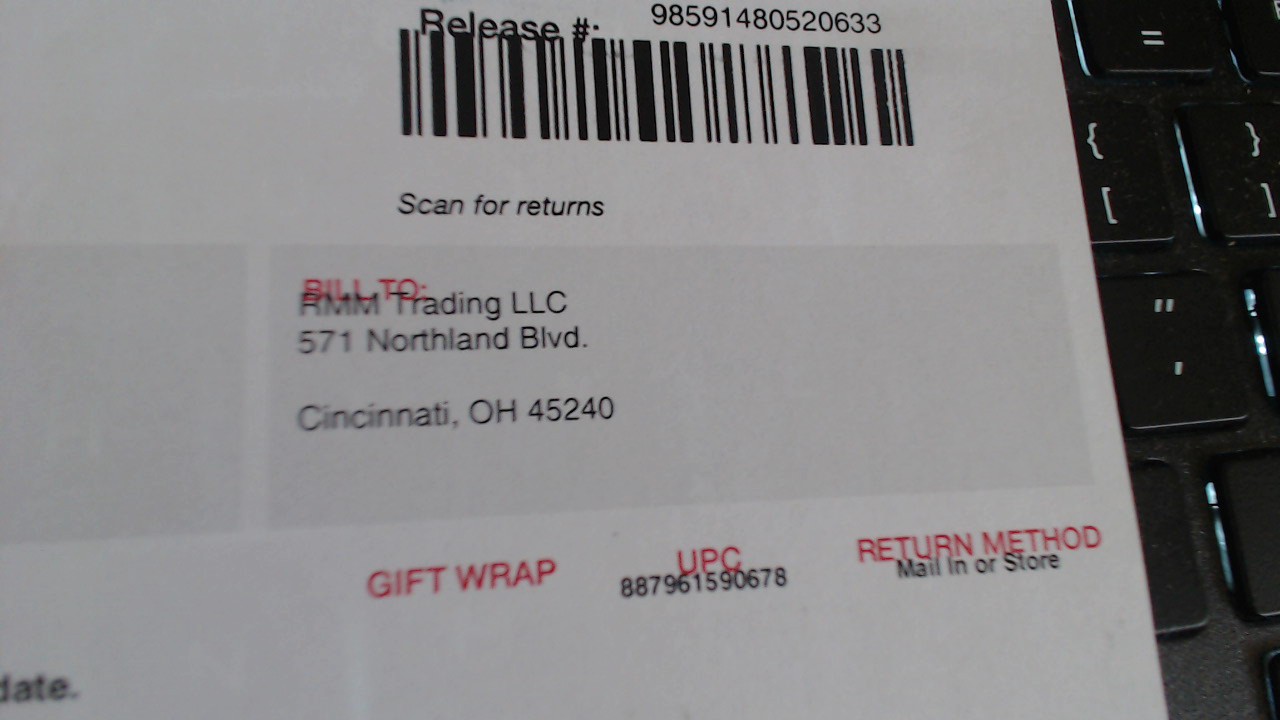 Release #: 98591480520633
Scan for returns
BILL TO:
RMM Trading LLC
571 Northland Blvd.
Cincinnati, OH 45240
GIFT WRAP UPC RETURN METHOD
887961590678 Mail In or Store
date.
=
{ }
[ ]
"
'